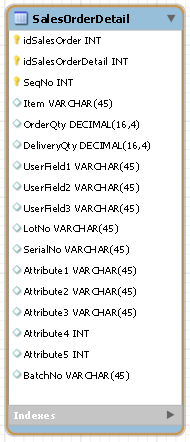 SalesOrderDetail
idSalesOrder INT
idSalesOrderDetail INT
SeqNo INT
Item VARCHAR(45)
OrderQty DECIMAL(16,4)
DeliveryQty DECIMAL(16,4)
UserField1 VARCHAR(45)
UserField2 VARCHAR(45)
UserField3 VARCHAR(45)
LotNo VARCHAR(45)
SerialNo VARCHAR(45)
Attribute1 VARCHAR(45)
Attribute2 VARCHAR(45)
Attribute3 VARCHAR(45)
Attribute4 INT
Attribute5 INT
BatchNo VARCHAR(45)
Indexes